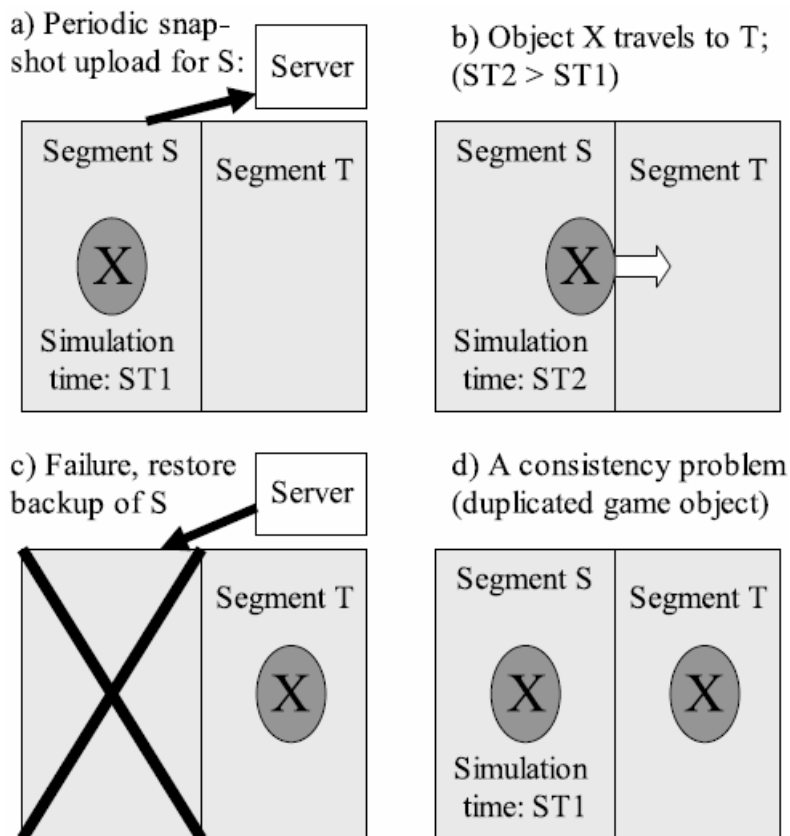 a) Periodic snap-
shot upload for S:
Server
Segment S
Segment T
X
Simulation
time: ST1
b) Object X travels to T;
(ST2 > ST1)
Segment S
Segment T
X
Simulation
time: ST2
c) Failure, restore
backup of S
Server
Segment T
X
d) A consistency problem
(duplicated game object)
Segment S
Segment T
X
X
Simulation
time: ST1